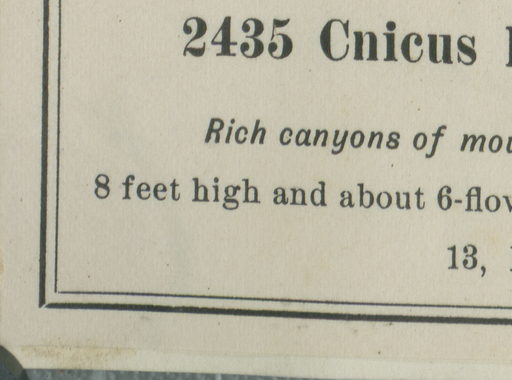 2435 Cnicus
Rich canyons of
8 feet high and about
13,